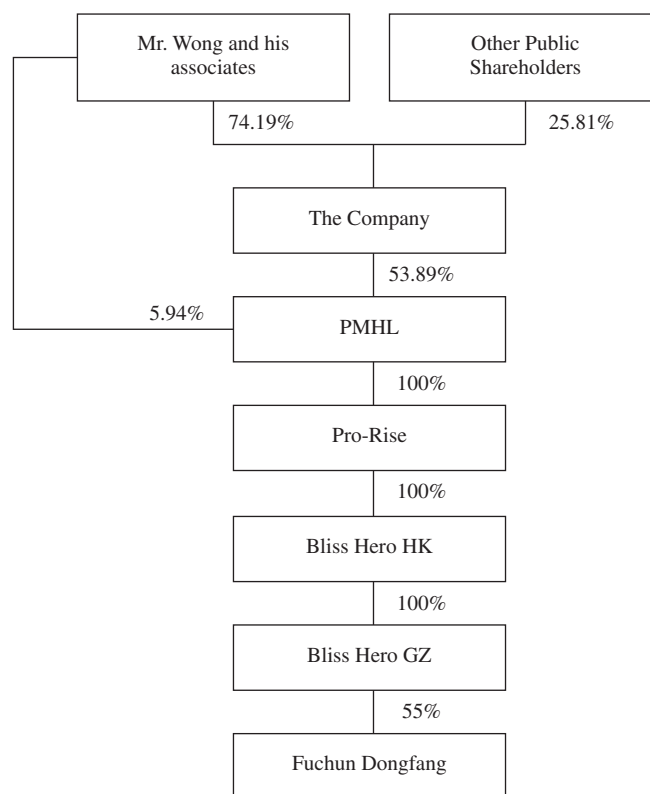 Mr. Wong and his
associates
Other Public
Shareholders
74.19%
25.81%
The Company
53.89%
5.94%
PMHL
100%
Pro-Rise
100%
Bliss Hero HK
100%
Bliss Hero GZ
55%
Fuchun Dongfang